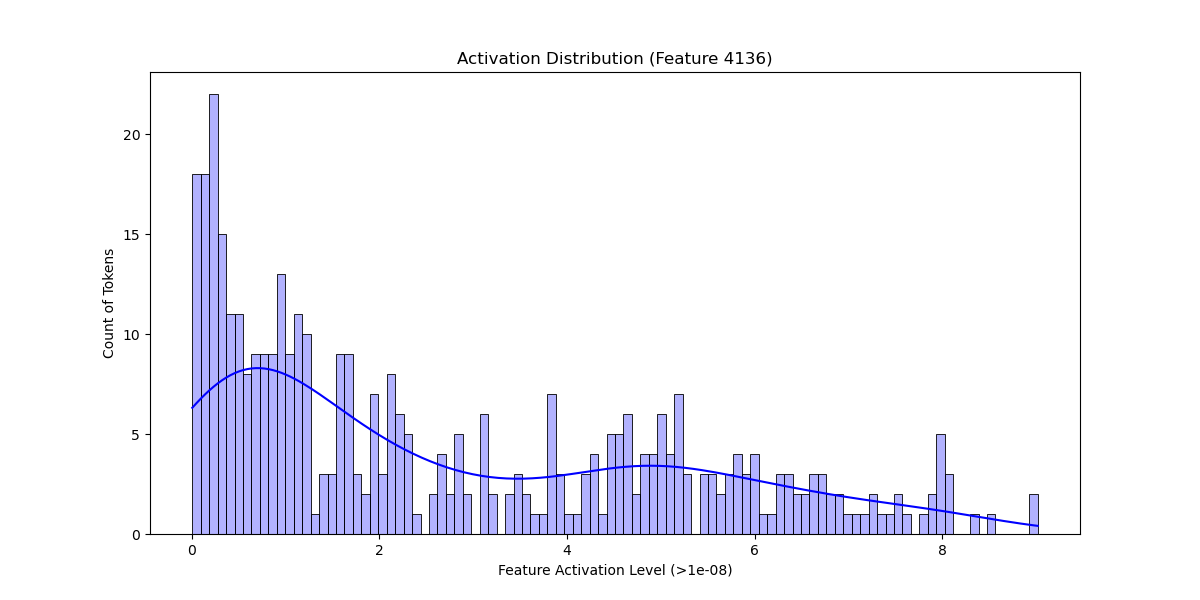 Activation Distribution (Feature 4136)
20
15
10
5
0
Count of Tokens
0 2 4 6 8
Feature Activation Level (>1e-08)